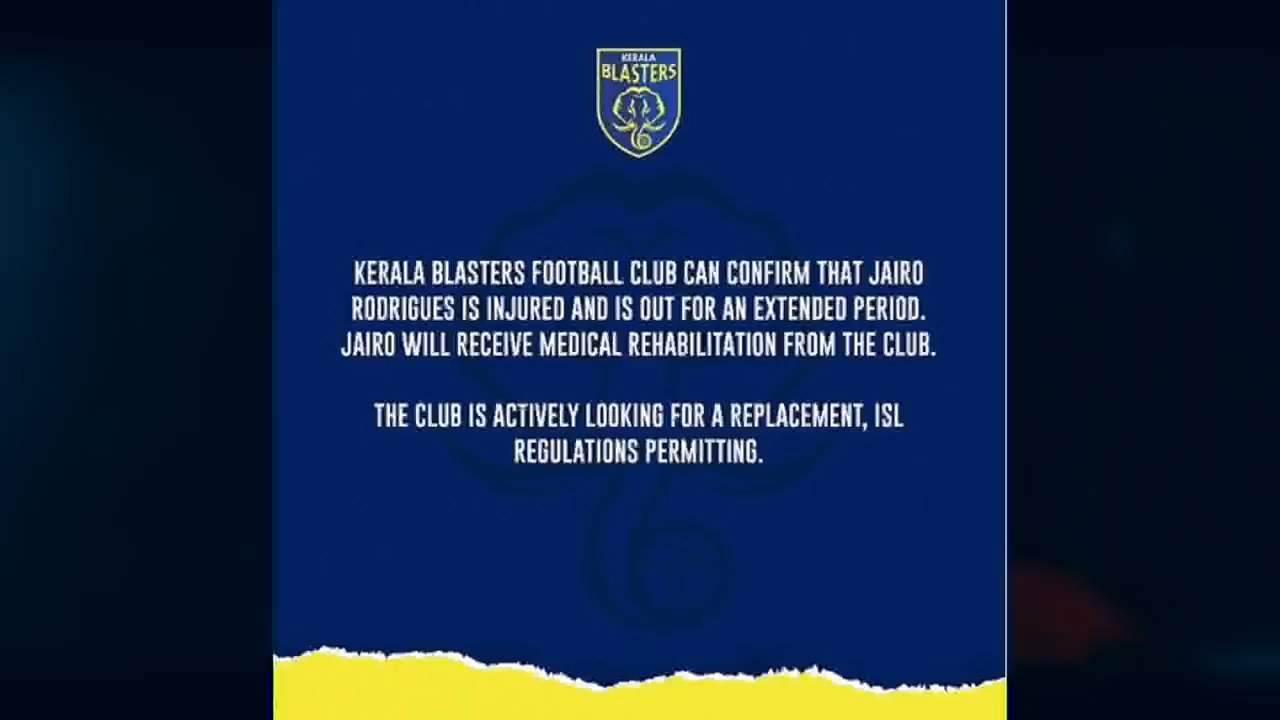 KERALA
BLASTERS
KERALA BLASTERS FOOTBALL CLUB CAN CONFIRM THAT JAIRO
RODRIGUES IS INJURED AND IS OUT FOR AN EXTENDED PERIOD.
JAIRO WILL RECEIVE MEDICAL REHABILITATION FROM THE CLUB.
THE CLUB IS ACTIVELY LOOKING FOR A REPLACEMENT, ISL
REGULATIONS PERMITTING.